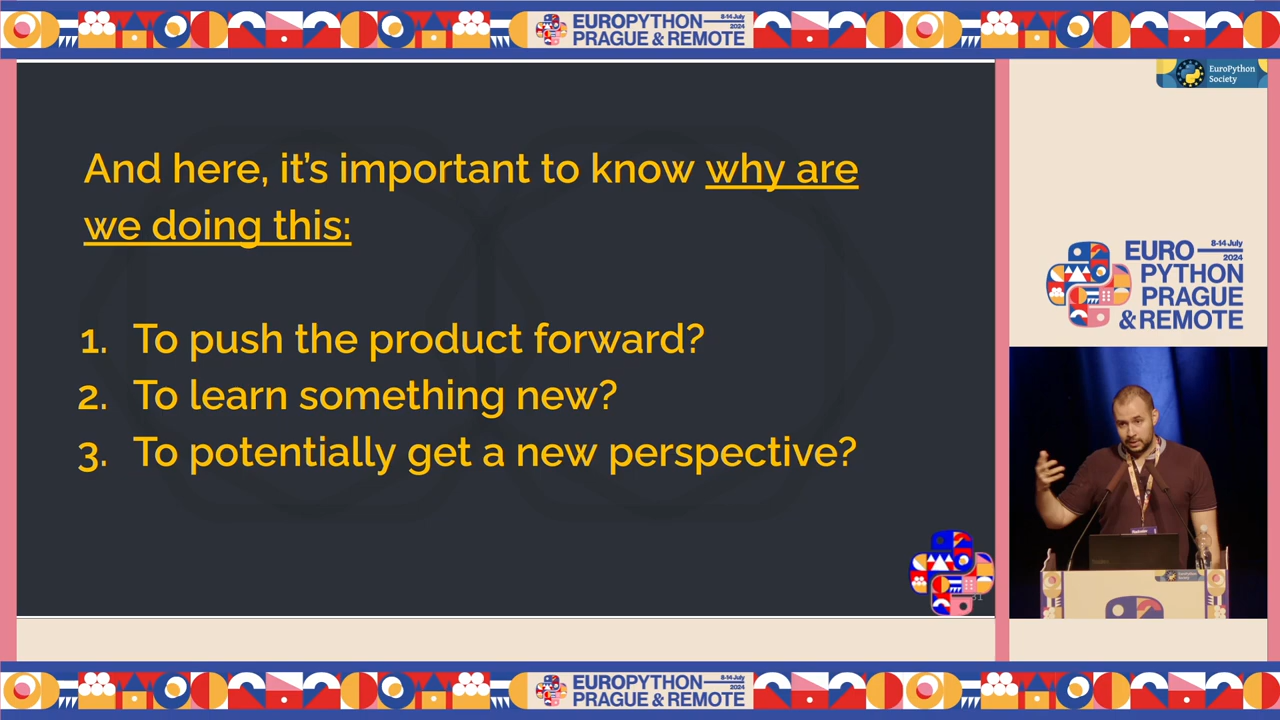 EUROPYTHON
8-14 July
2024
PRAGUE & REMOTE
EuroPython
Society
And here, it's important to know why are
we doing this:
1. To push the product forward?
2. To learn something new?
3. To potentially get a new perspective?
EURO
8-14 July
2024
PYTHON
PRAGUE
& REMOTE
EuroPython
Society
EUROPYTHON
8-14 July
2024
PRAGUE & REMOTE